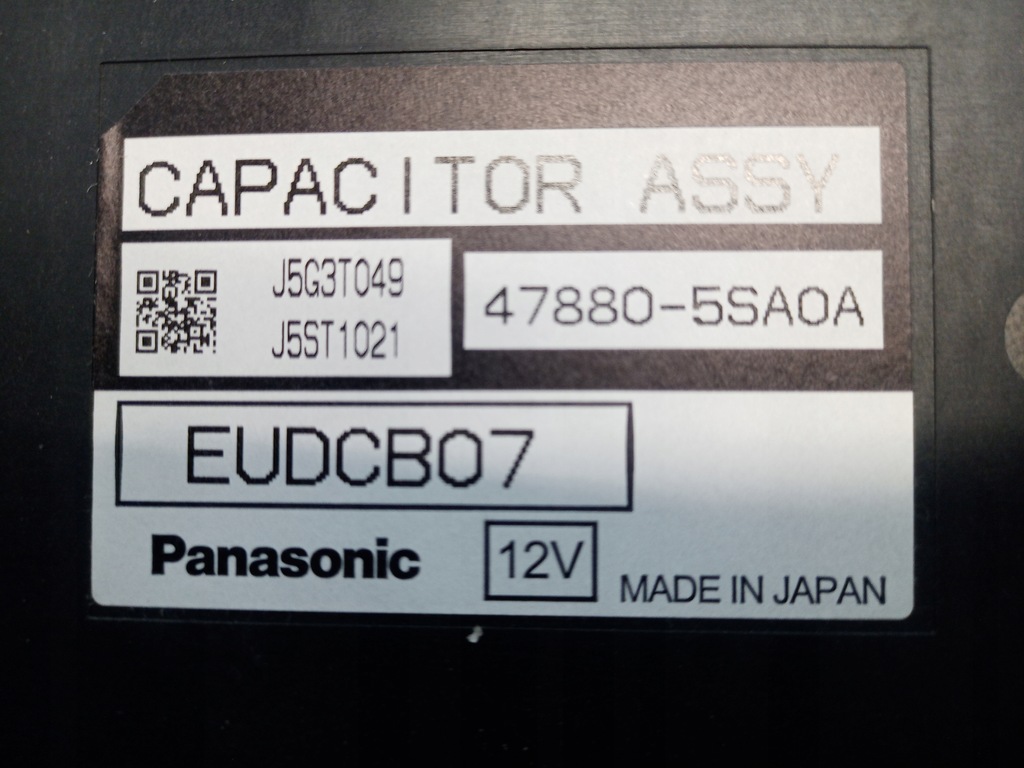 CAPACITOR ASSY
J5G3T049
J5ST1021
47880-5SA0A
EUDCB07
Panasonic
12V
MADE IN JAPAN